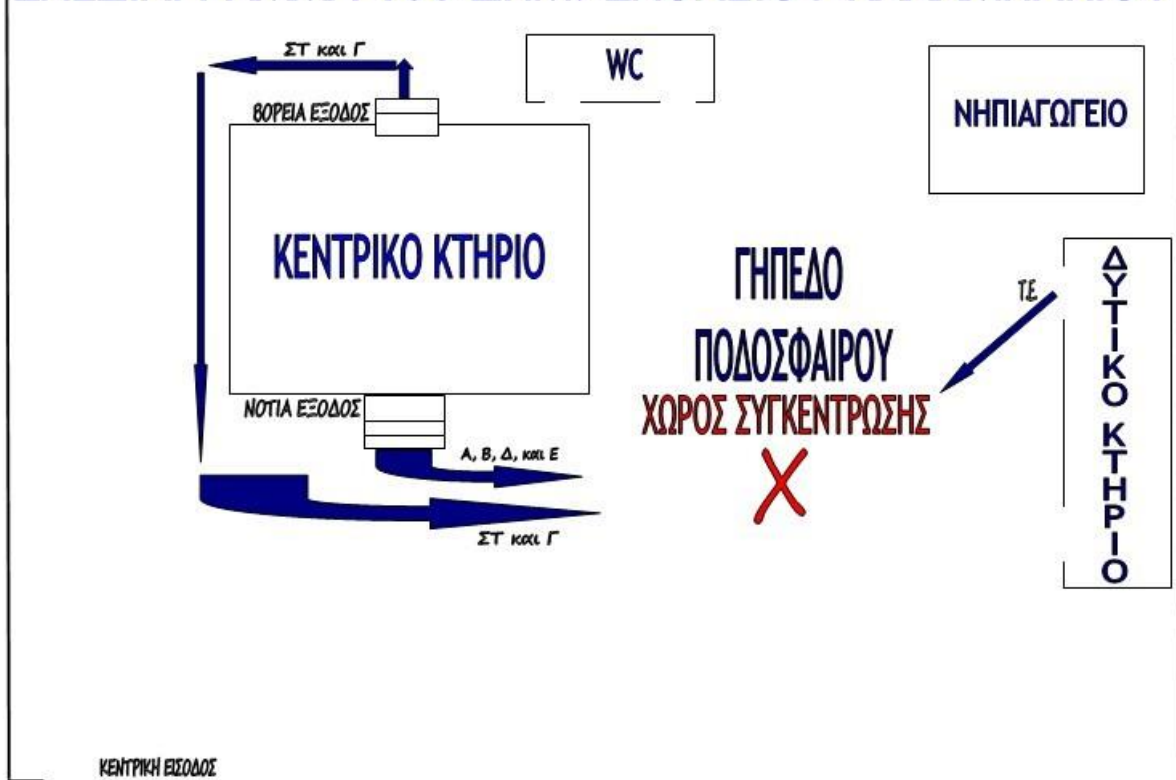 ΣΤ και Γ
WC
ΒΟΡΕΙΑ ΕΞΟΔΟΣ
ΝΗΠΙΑΓΩΓΕΙΟ
ΚΕΝΤΡΙΚΟ ΚΤΗΡΙΟ
ΓΗΠΕΔΟ
ΠΟΔΟΣΦΑΙΡΟΥ
ΧΩΡΟΣ ΣΥΓΚΕΝΤΡΩΣΗΣ
Χ
Τ.Ε.
ΔΥΤΙΚΟ ΚΤΗΡΙΟ
ΝΟΤΙΑ ΕΞΟΔΟΣ
Α, Β, Δ, και Ε
ΣΤ και Γ
ΚΕΝΤΡΙΚΗ ΕΙΣΟΔΟΣ